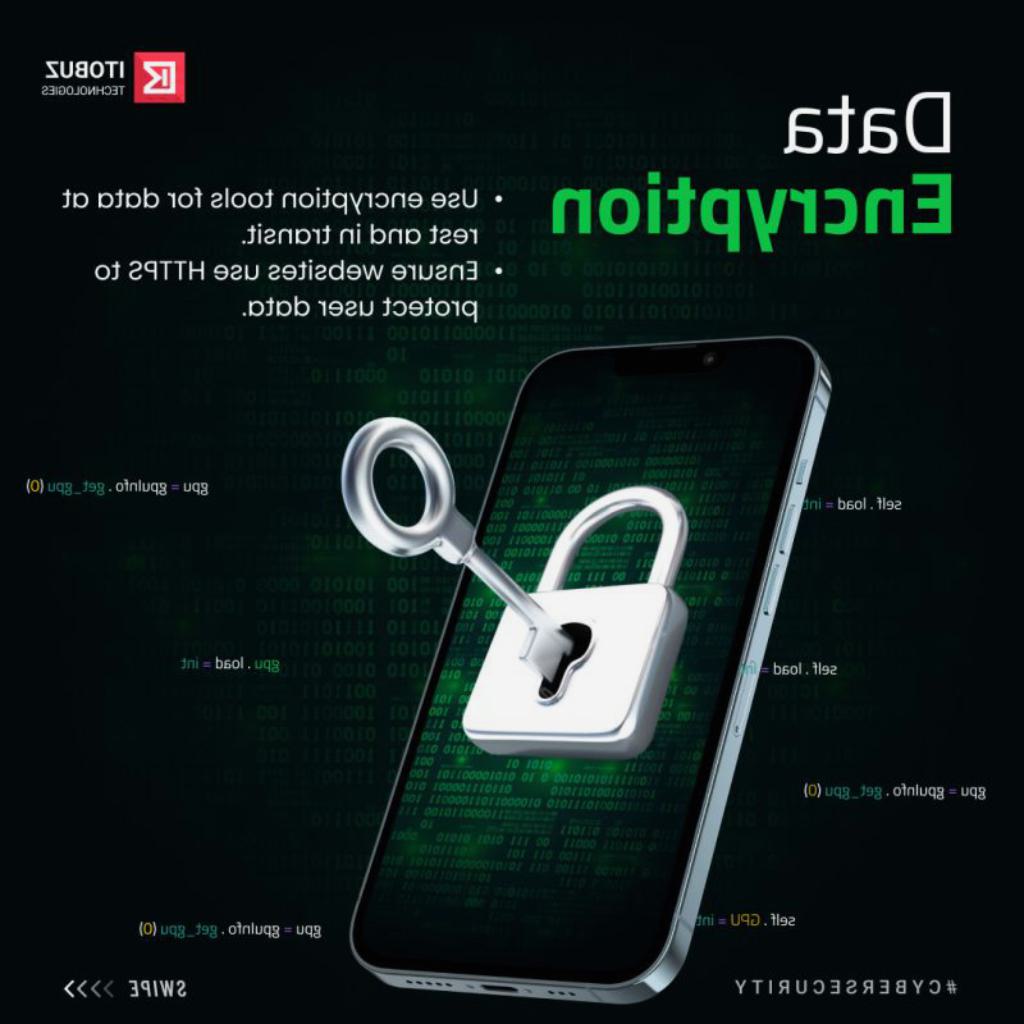 ITOBUZ
TECHNOLOGIES
Data
Encryption
• Use encryption tools for data at
rest and in transit.
• Ensure websites use HTTPS to
protect user data.
gpu = gpuInfo . get_gpu (0)
self . load = int
gpu . load = int
self . load = int
gpu = gpuInfo . get_gpu (0)
self . GPU = int
gpu = gpuInfo . get_gpu (0)
#CYBERSECURITY
SWIPE >>>>